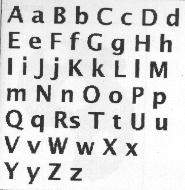 A a B b C c D d
E e F f G g H h
I i J j K k L l M
m N n O o P p
Q q R s T t U u
V v W w X x
Y y Z z